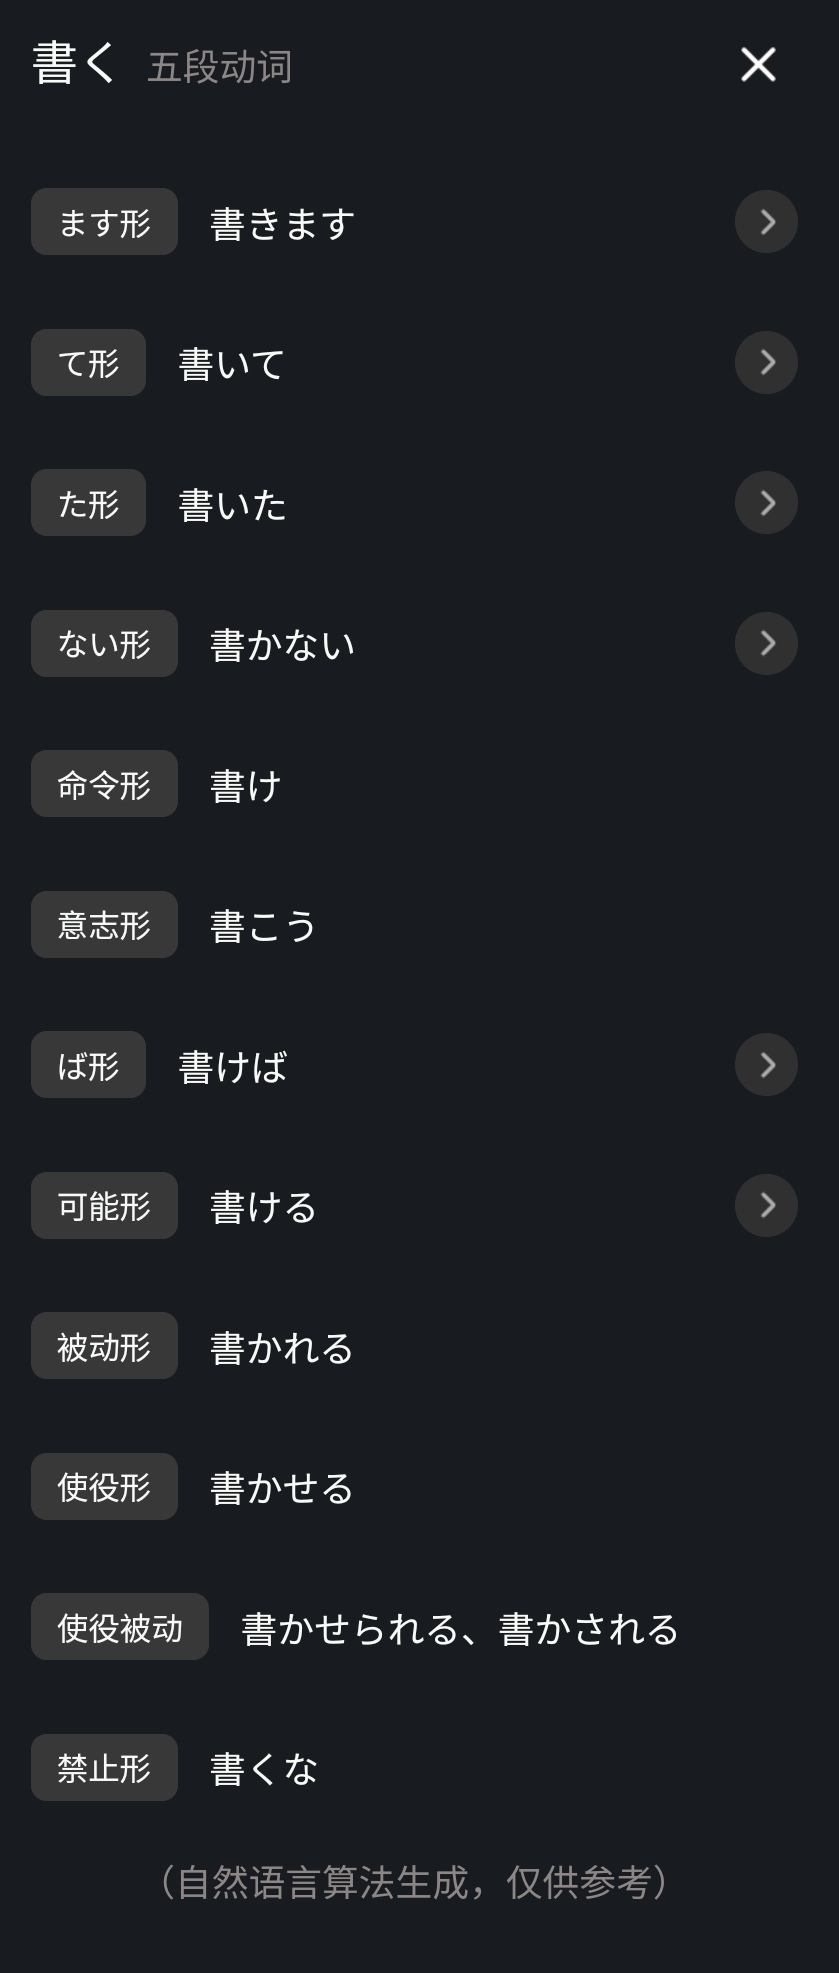 書く 五段动词
ます形 書きます
て形 書いて
た形 書いた
ない形 書かない
命令形 書け
意志形 書こう
ば形 書けば
可能形 書ける
被动形 書かれる
使役形 書かせる
使役被动 書かせられる、書かされる
禁止形 書くな
（自然语言算法生成，仅供参考）